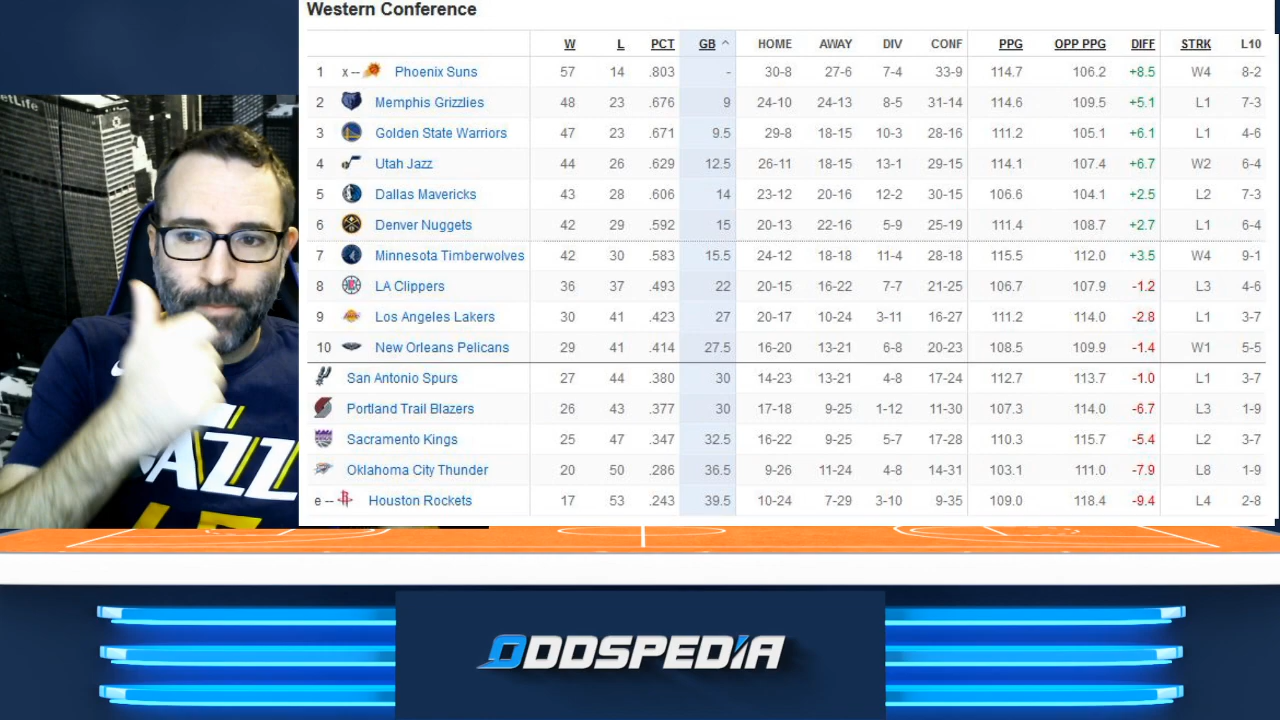 Western Conference
W L PCT GB ^ HOME AWAY DIV CONF PPG OPP PPG DIFF STRK L10
1 x -- Phoenix Suns 57 14 .803 - 30-8 27-6 7-4 33-9 114.7 106.2 +8.5 W4 8-2
2 Memphis Grizzlies 48 23 .676 9 24-10 24-13 8-5 31-14 114.6 109.5 +5.1 L1 7-3
3 Golden State Warriors 47 23 .671 9.5 29-8 18-15 10-3 28-16 111.2 105.1 +6.1 L1 4-6
4 Utah Jazz 44 26 .629 12.5 26-11 18-15 13-1 29-15 114.1 107.4 +6.7 W2 6-4
5 Dallas Mavericks 43 28 .606 14 23-12 20-16 12-2 30-15 106.6 104.1 +2.5 L2 7-3
6 Denver Nuggets 42 29 .592 15 20-13 22-16 5-9 25-19 111.4 108.7 +2.7 L1 6-4
7 Minnesota Timberwolves 42 30 .583 15.5 24-12 18-18 11-4 28-18 115.5 112.0 +3.5 W4 9-1
8 LA Clippers 36 37 .493 22 20-15 16-22 7-7 21-25 106.7 107.9 -1.2 L3 4-6
9 Los Angeles Lakers 30 41 .423 27 20-17 10-24 3-11 16-27 111.2 114.0 -2.8 L1 3-7
10 New Orleans Pelicans 29 41 .414 27.5 16-20 13-21 6-8 20-23 108.5 109.9 -1.4 W1 5-5
San Antonio Spurs 27 44 .380 30 14-23 13-21 4-8 17-24 112.7 113.7 -1.0 L1 3-7
Portland Trail Blazers 26 43 .377 30 17-18 9-25 1-12 11-30 107.3 114.0 -6.7 L3 1-9
Sacramento Kings 25 47 .347 32.5 16-22 9-25 5-7 17-28 110.3 115.7 -5.4 L2 3-7
Oklahoma City Thunder 20 50 .286 36.5 9-26 11-24 4-8 14-31 103.1 111.0 -7.9 L8 1-9
e -- Houston Rockets 17 53 .243 39.5 10-24 7-29 3-10 9-35 109.0 118.4 -9.4 L4 2-8
etLife
JAZZ
ODDSPEDIA